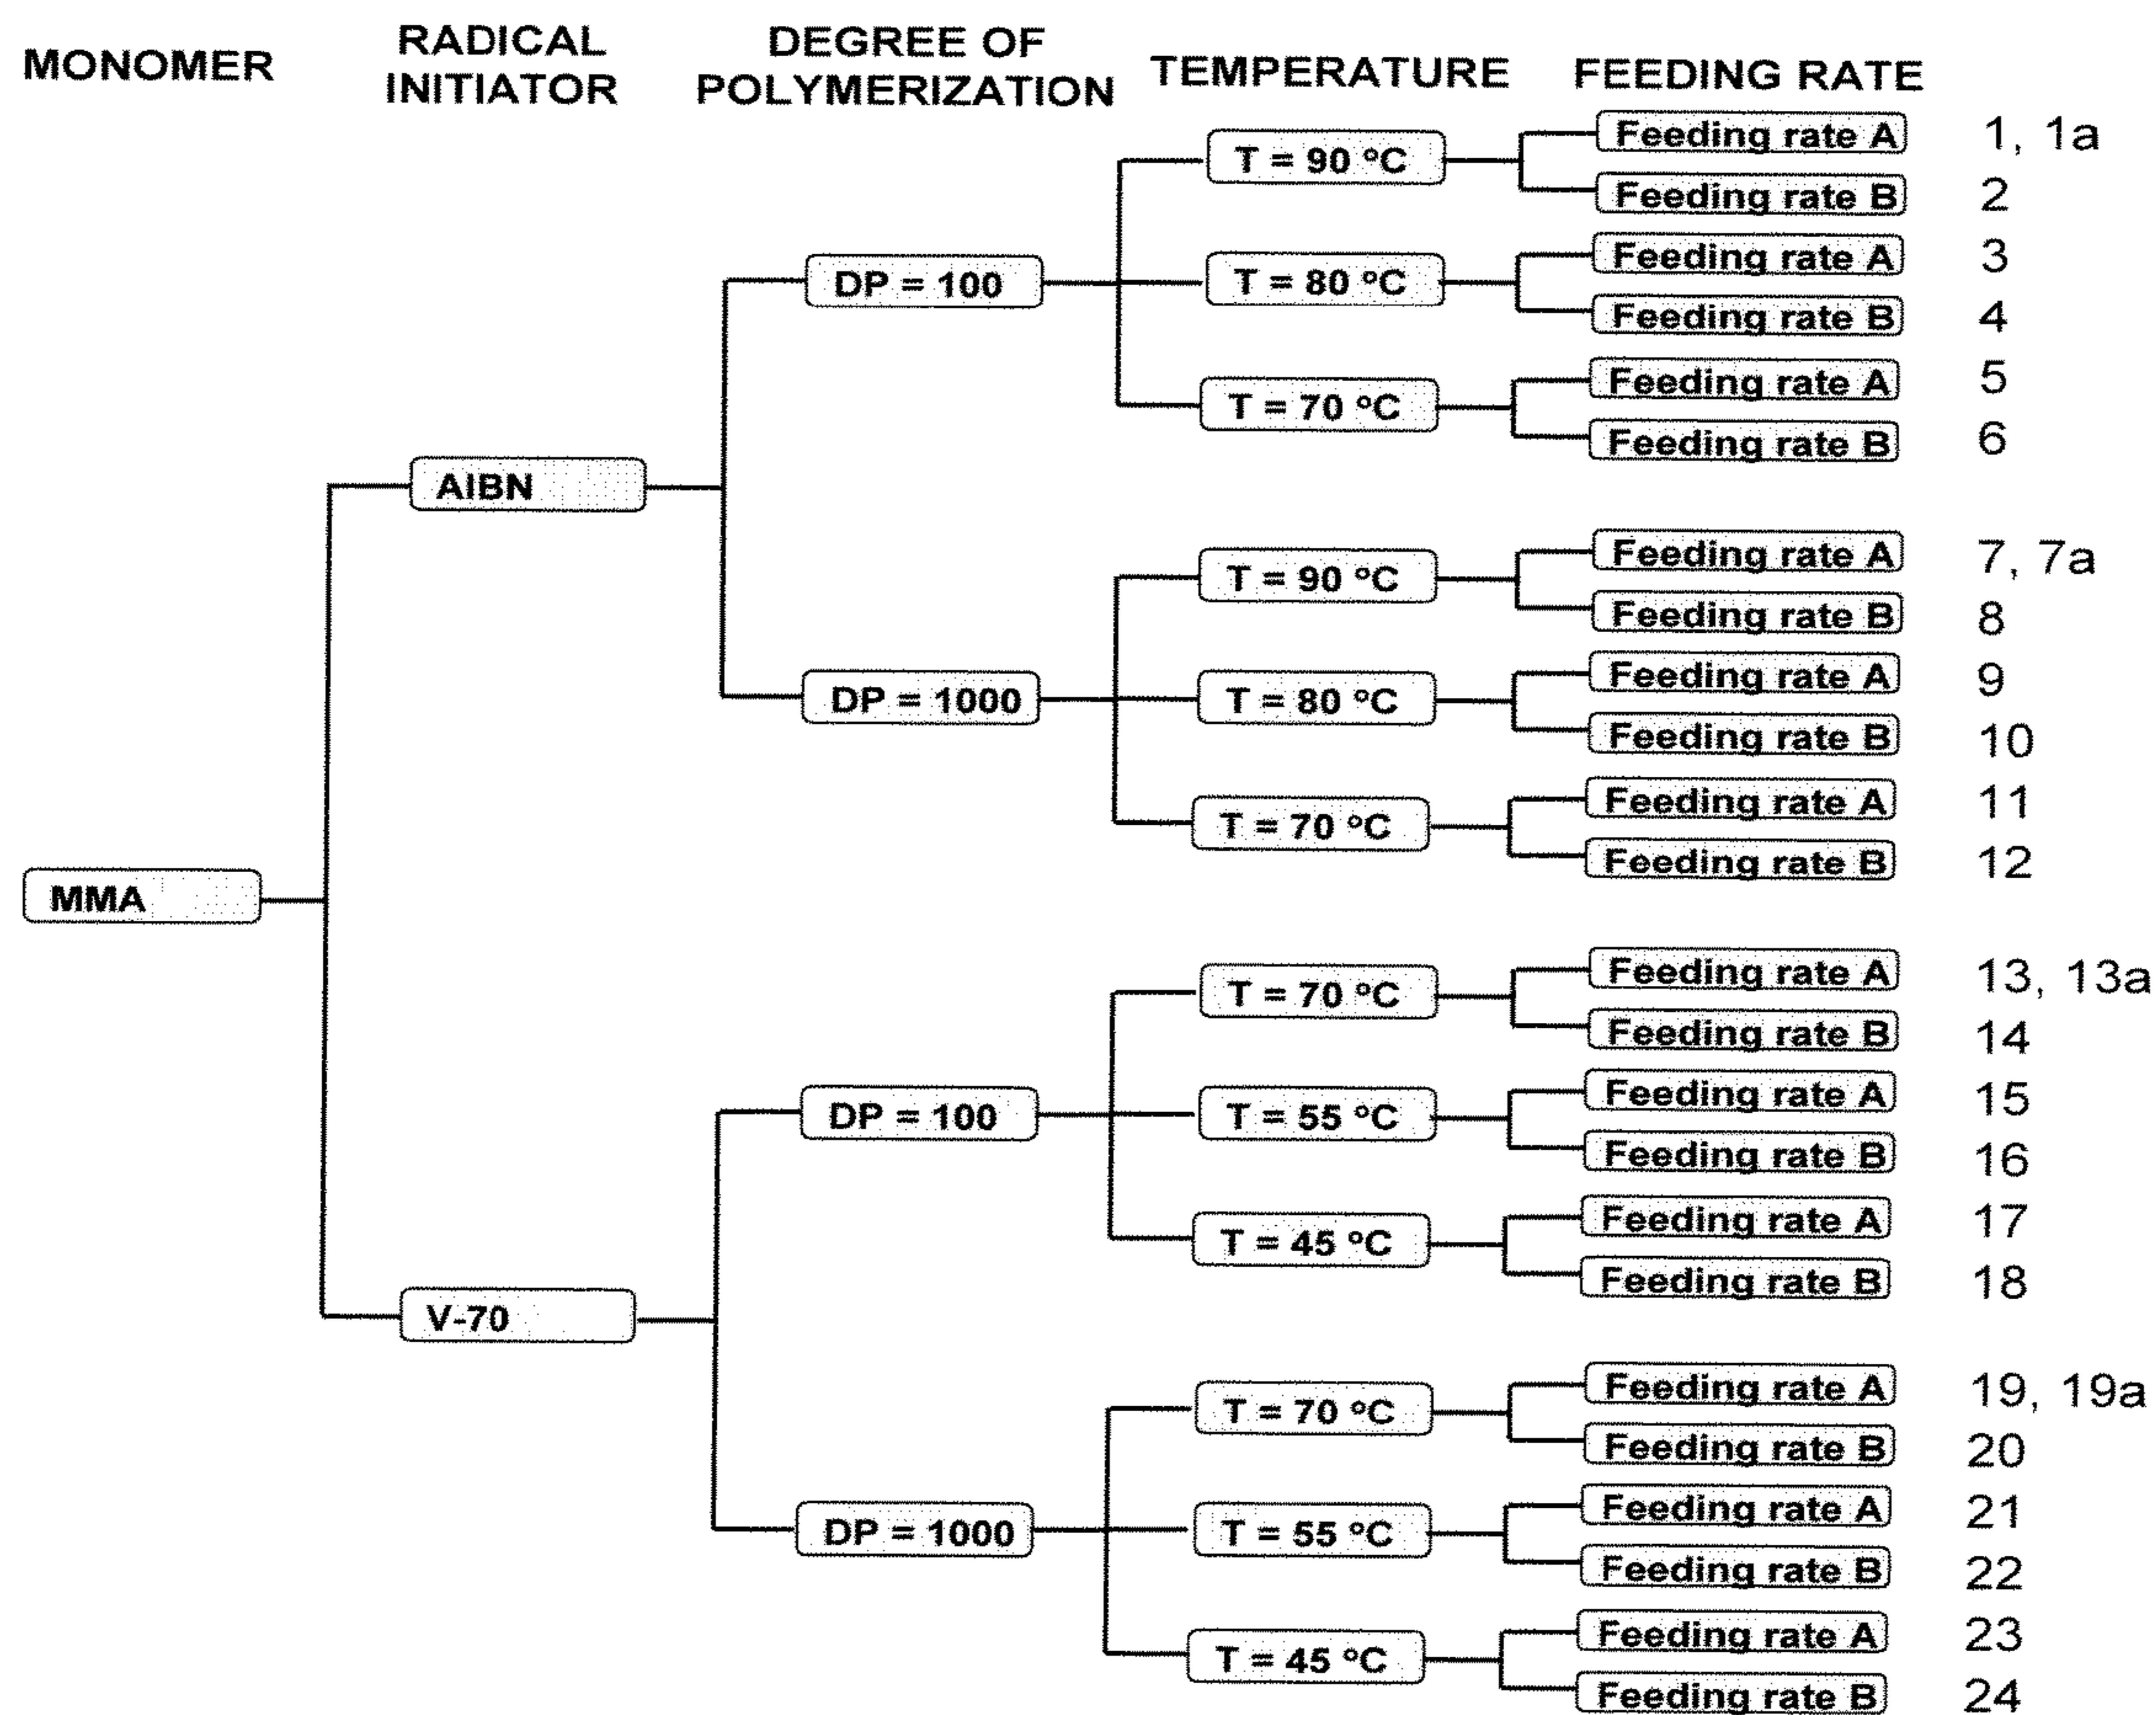 MONOMER
RADICAL
INITIATOR
DEGREE OF
POLYMERIZATION
TEMPERATURE
FEEDING RATE
MMA
AIBN
DP = 100
T = 90 °C
Feeding rate A 1, 1a
Feeding rate B 2
T = 80 °C
Feeding rate A 3
Feeding rate B 4
T = 70 °C
Feeding rate A 5
Feeding rate B 6
DP = 1000
T = 90 °C
Feeding rate A 7, 7a
Feeding rate B 8
T = 80 °C
Feeding rate A 9
Feeding rate B 10
T = 70 °C
Feeding rate A 11
Feeding rate B 12
V-70
DP = 100
T = 70 °C
Feeding rate A 13, 13a
Feeding rate B 14
T = 55 °C
Feeding rate A 15
Feeding rate B 16
T = 45 °C
Feeding rate A 17
Feeding rate B 18
DP = 1000
T = 70 °C
Feeding rate A 19, 19a
Feeding rate B 20
T = 55 °C
Feeding rate A 21
Feeding rate B 22
T = 45 °C
Feeding rate A 23
Feeding rate B 24